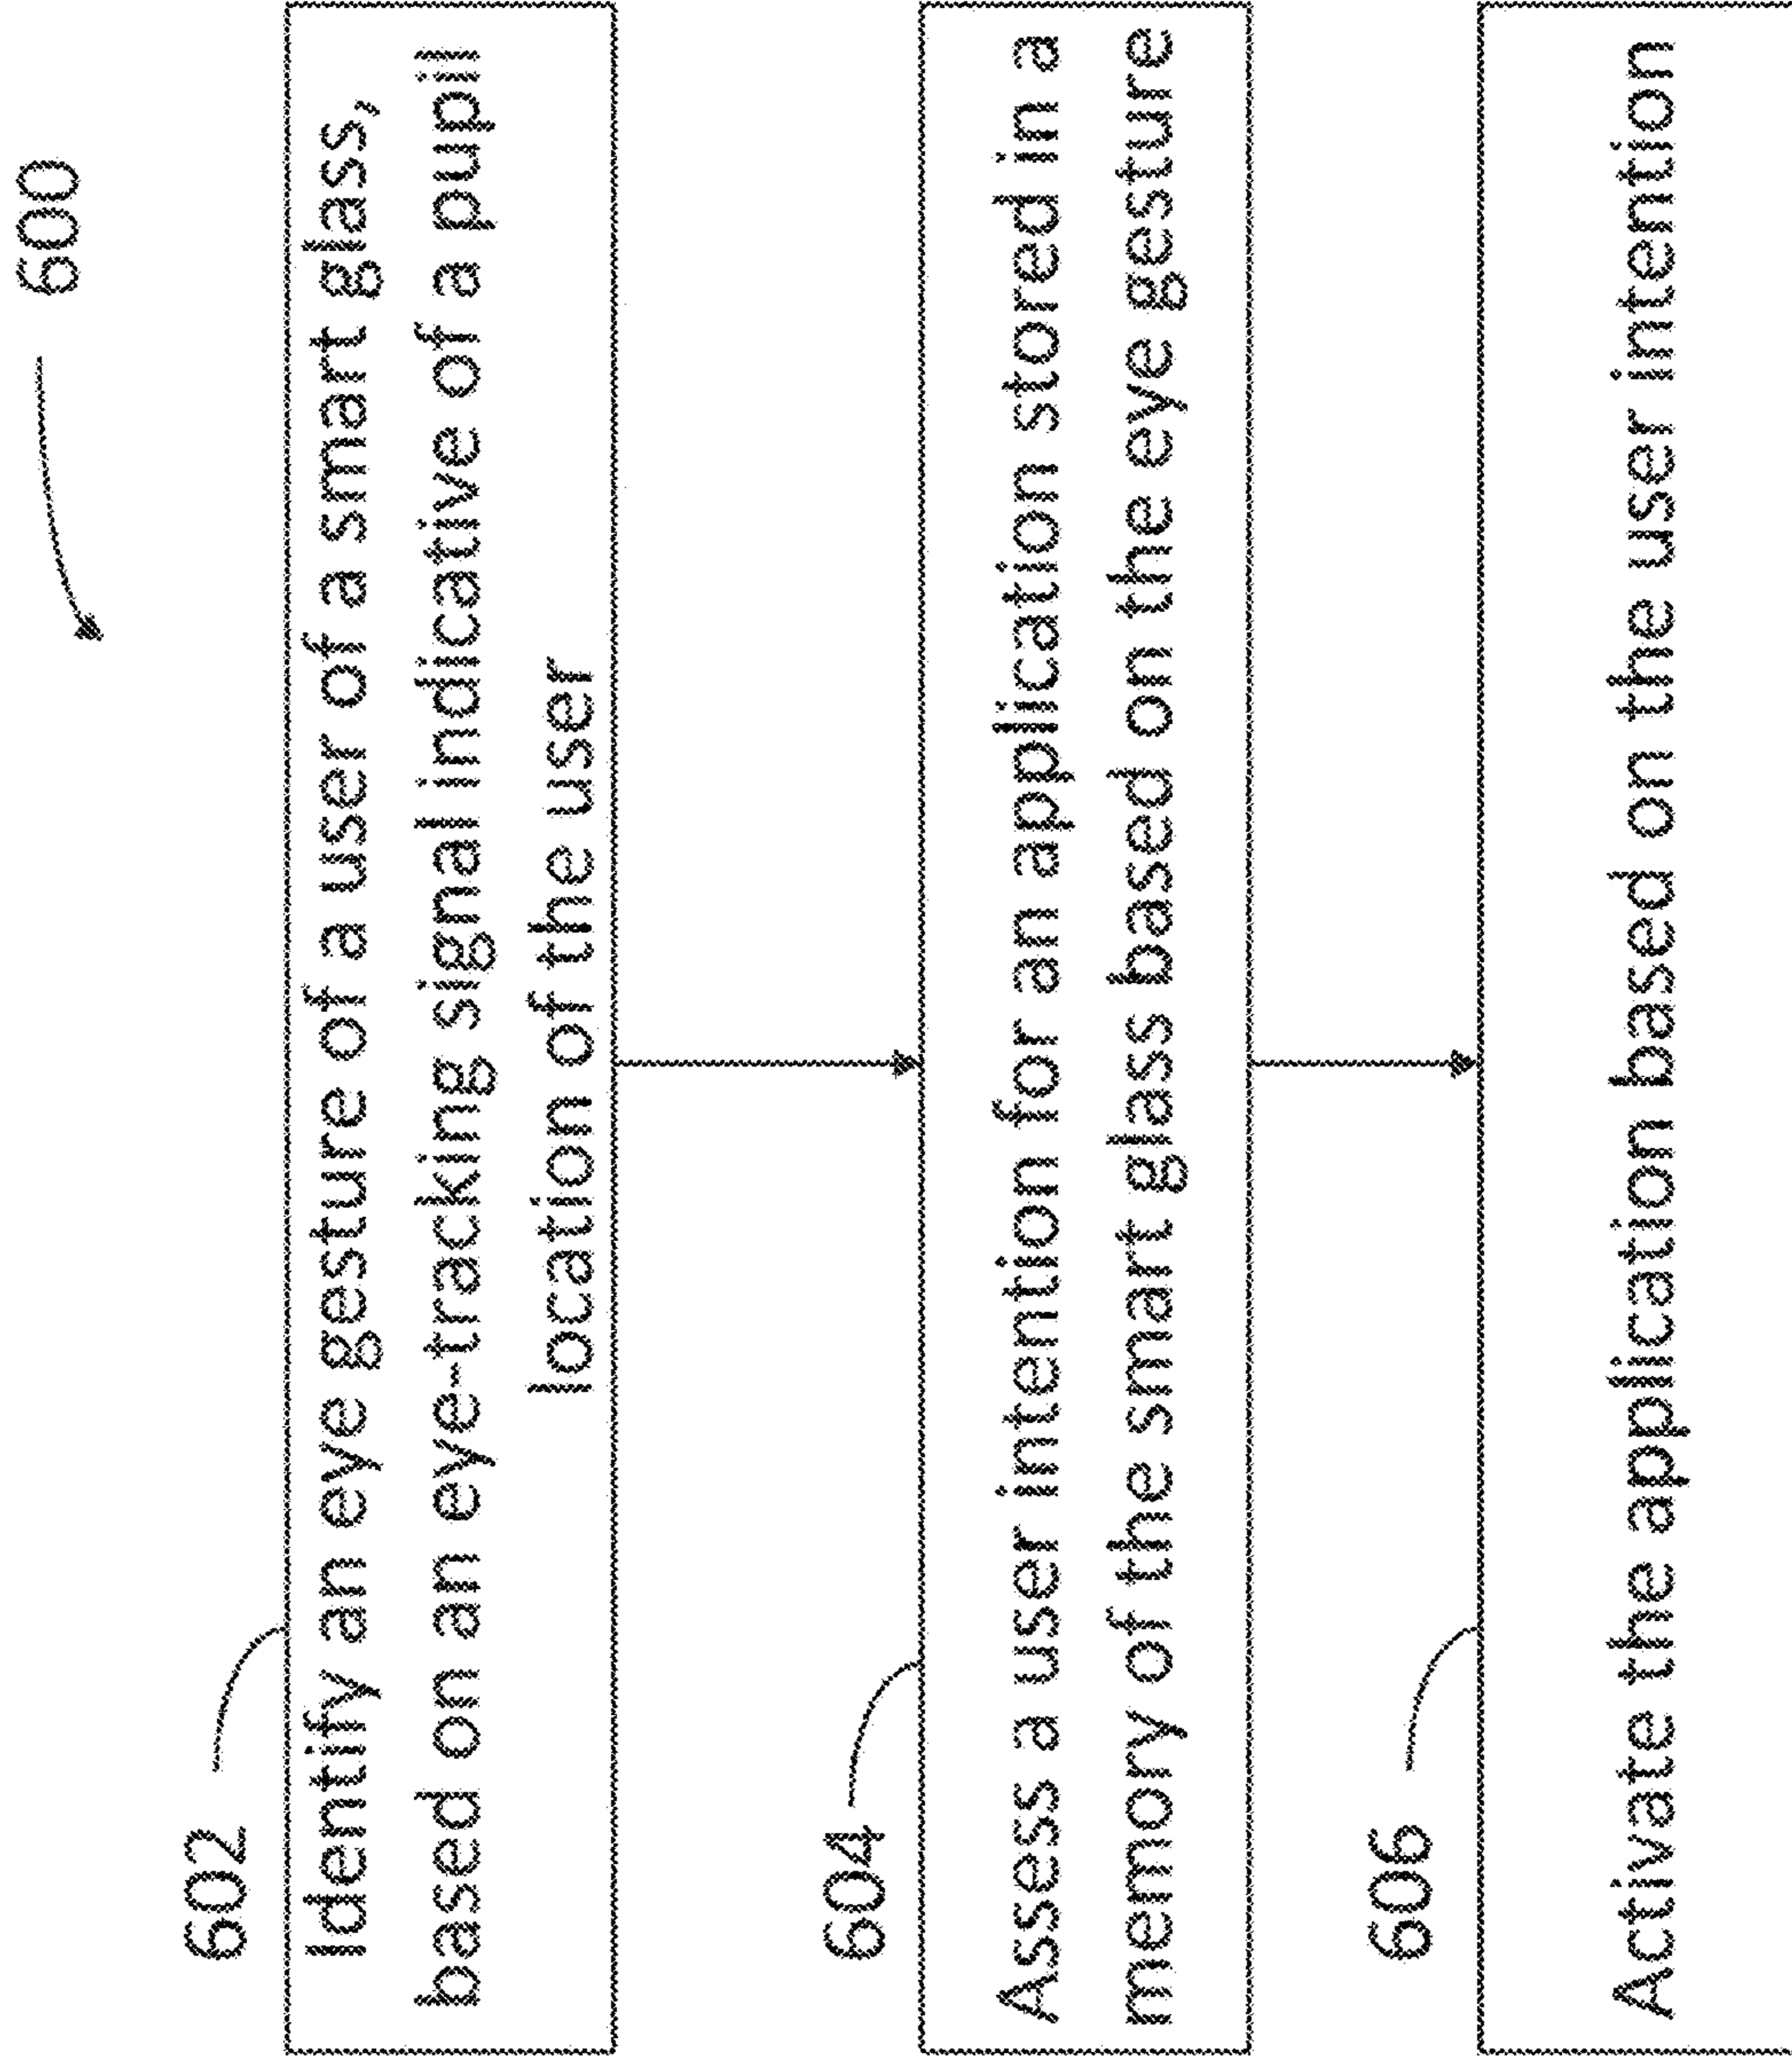 600
602
Identify an eye gesture of a user of a smart glass,
based on an eye-tracking signal indicative of a pupil
location of the user
604
Assess a user intention for an application stored in a
memory of the smart glass based on the eye gesture
606
Activate the application based on the user intention